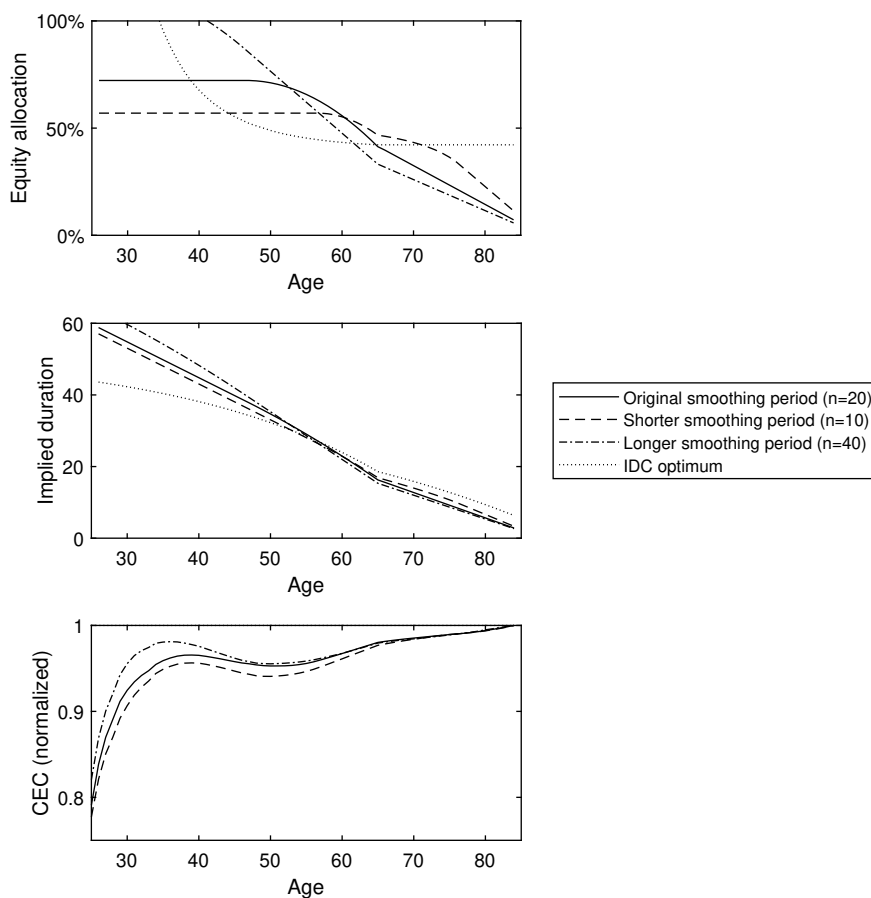 100%
50%
0%
Equity allocation
30 40 50 60 70 80
Age
60
40
20
0
Implied duration
30 40 50 60 70 80
Age
Original smoothing period (n=20)
Shorter smoothing period (n=10)
Longer smoothing period (n=40)
IDC optimum
1
0.9
0.8
CEC (normalized)
30 40 50 60 70 80
Age